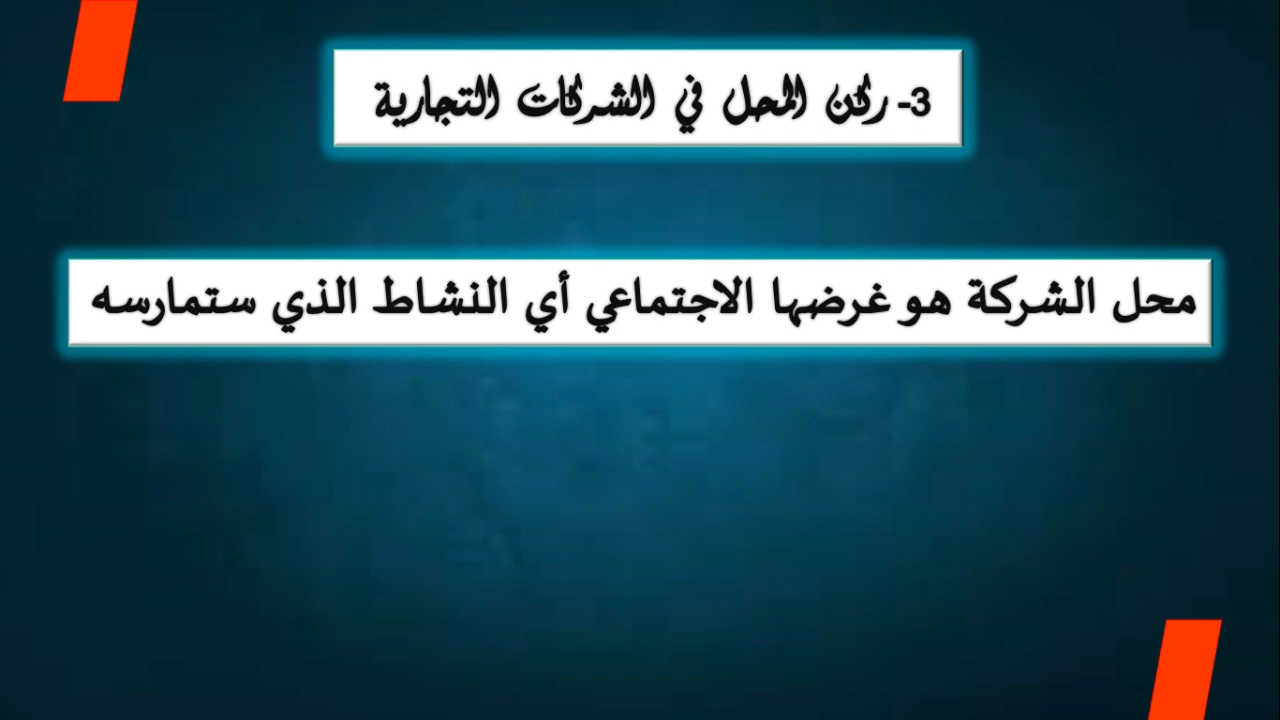 3- ركن المحل في الشركات التجارية
محل الشركة هو غرضها الاجتماعي أي النشاط الذي ستمارسه